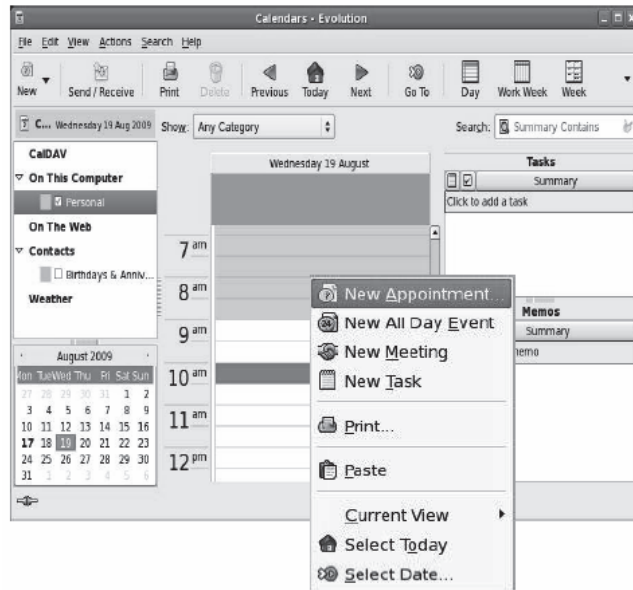 Calendars - Evolution
File Edit View Actions Search Help
New Send / Receive Print Delete Previous Today Next Go To Day Work Week Week
C... Wednesday 19 Aug 2009 Show: Any Category Search: Summary Contains
CalDAV
On This Computer
Personal
On The Web
Contacts
Birthdays & Anniv...
Weather
August 2009
Mon Tue Wed Thu Fri Sat Sun
27 28 29 30 31 1 2
3 4 5 6 7 8 9
10 11 12 13 14 15 16
17 18 19 20 21 22 23
24 25 26 27 28 29 30
31 1 2 3 4 5 6
Wednesday 19 August
7 am
8 am
9 am
10 am
11 am
12 pm
Tasks
Summary
Click to add a task
Memos
Summary
memo
New Appointment...
New All Day Event
New Meeting
New Task
Print...
Paste
Current View
Select Today
Select Date...